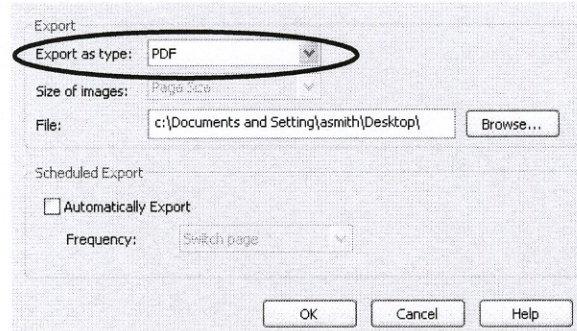 Export
Export as type: PDF
Size of images: Page Size
File: c:\Documents and Setting\asmith\Desktop\ Browse...
Scheduled Export
Automatically Export
Frequency: Switch page
OK Cancel Help